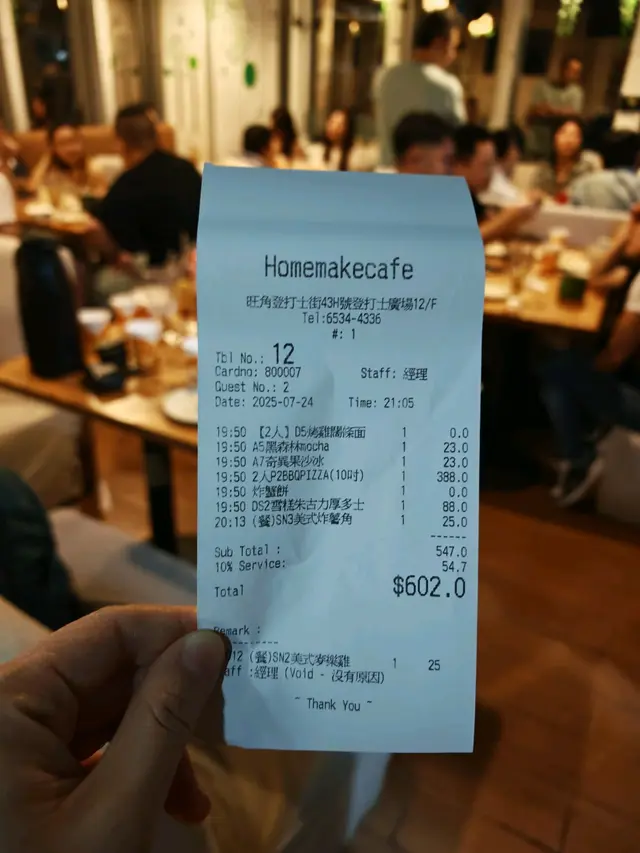 Homemakecafe
旺角登打士街43H號登打士廣場12/F
Tel:6534-4336
#: 1
Tbl No.: 12
Cardno: 800007 Staff: 經理
Guest No.: 2
Date: 2025-07-24 Time: 21:05
19:50 【2人】D5燒雞闊條面 1 0.0
19:50 A5黑森林mocha 1 23.0
19:50 A7奇異果沙冰 1 23.0
19:50 2人P2BBQPIZZA(10吋) 1 388.0
19:50 炸蟹餅 1 0.0
19:50 DS2雪糕朱古力厚多士 1 88.0
20:13 (餐)SN3美式炸薯角 1 25.0
------
Sub Total : 547.0
10% Service: 54.7
Total $602.0
Remark :
----------
12 (餐)SN2美式麥樂雞 1 25
aff :經理 (Void - 沒有原因)
~ Thank You ~